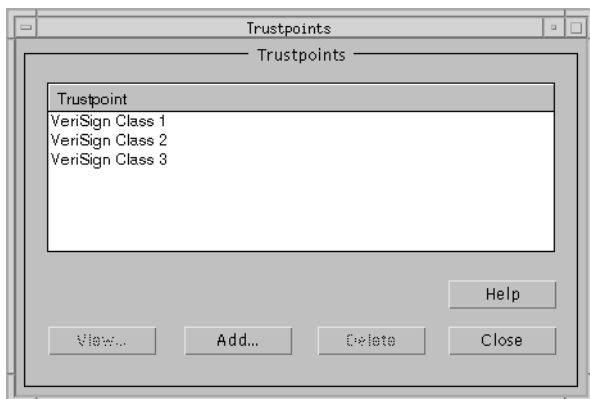 Trustpoints
Trustpoints
Trustpoint
VeriSign Class 1
VeriSign Class 2
VeriSign Class 3
Help
View... Add... Delete Close